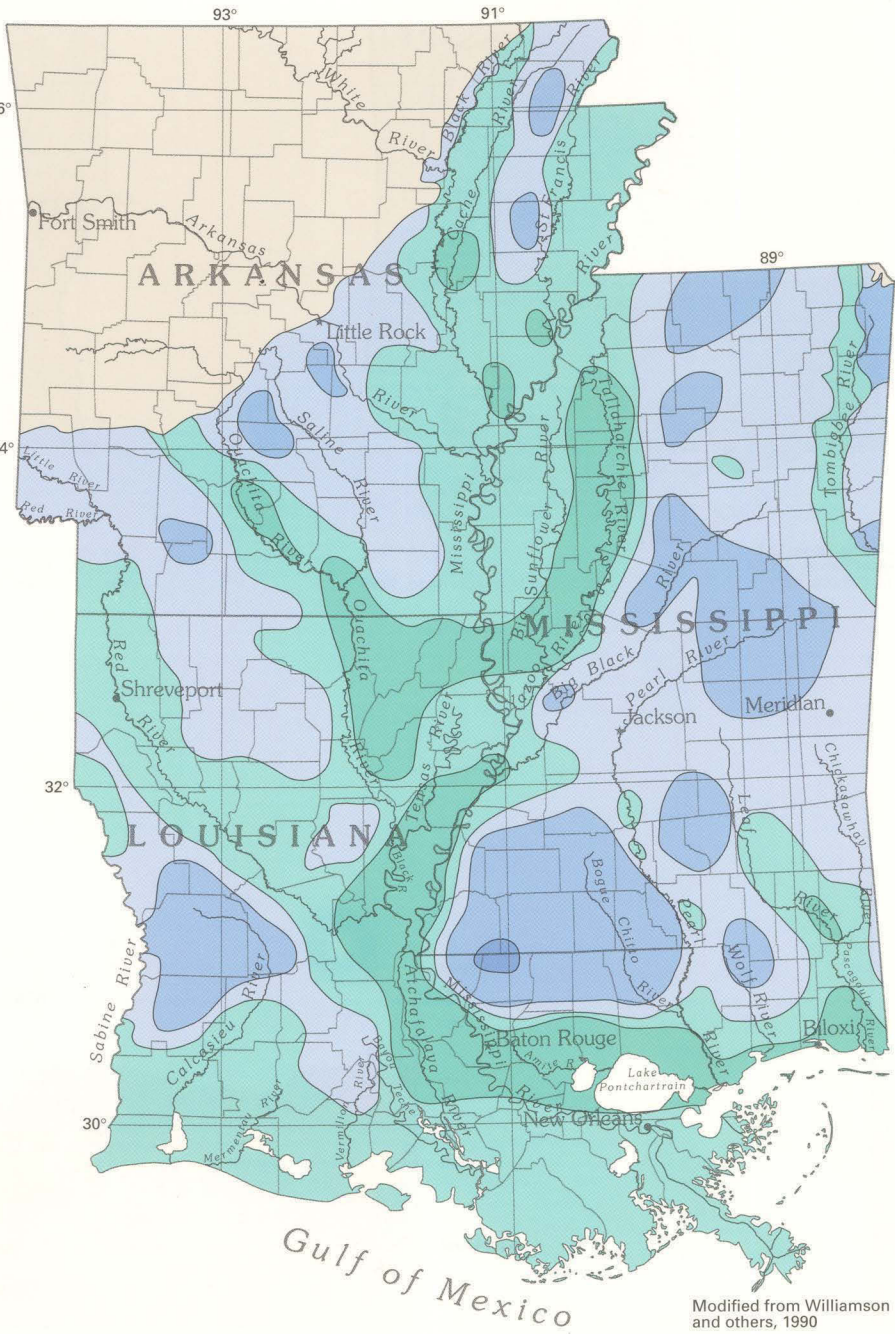 93°
91°
6°
White
River
Black River
River
River
Cache
St Francis
Fort Smith
Arkansas
River
89°
ARKANSAS
Little Rock
River
Saline
River
Tallahatchie River
Tombigbee River
4°
Little River
Red River
Ouachita
River
Mississippi
Sunflower River
River
MISSISSIPPI
Ouachita
Red
Big Black
Yazoo River
Pearl River
Shreveport
Jackson
Meridian
River
River
Tensas River
Chickasawhay
River
32°
LOUISIANA
Leaf
River
Black R
Bogue Chitto
River
Pearl
River
Wolf River
Pascagoula
River
Sabine River
Calcasieu
River
Atchafalaya
River
Mississippi
River
Baton Rouge
Amite R
Biloxi
Lake
Pontchartrain
Bayou Teche
Vermilion River
Mermentau River
New Orleans
30°
Gulf of Mexico
Modified from Williamson
and others, 1990